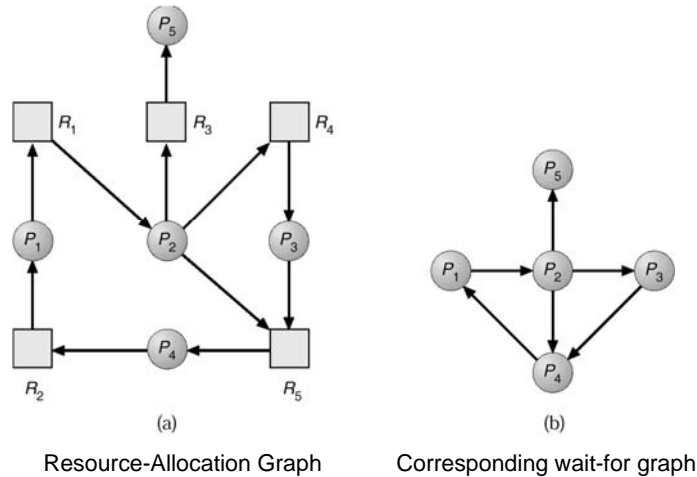 P5
R1
R3
R4
P1
P2
P3
P4
R2
R5
(a)
Resource-Allocation Graph
P5
P1
P2
P3
P4
(b)
Corresponding wait-for graph